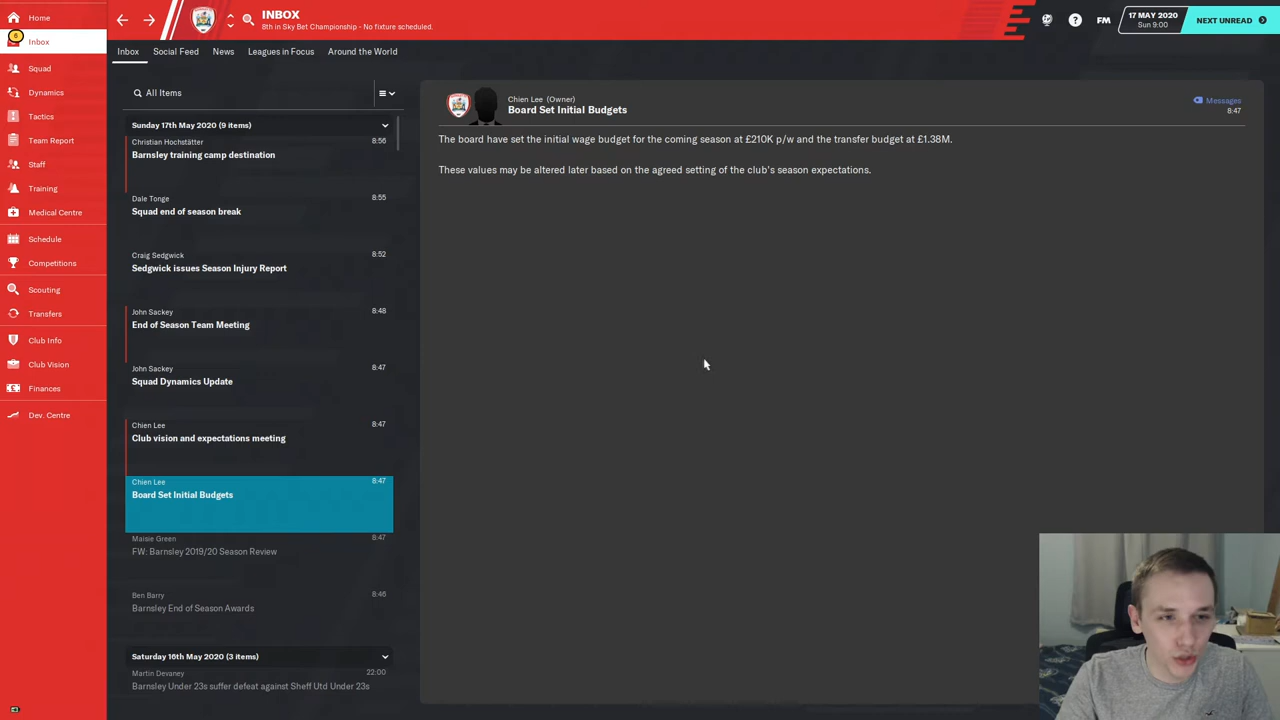 Home
Inbox
Squad
Dynamics
Tactics
Team Report
Staff
Training
Medical Centre
Schedule
Competitions
Scouting
Transfers
Club Info
Club Vision
Finances
Dev. Centre
INBOX
8th in Sky Bet Championship - No fixture scheduled.
FM
17 MAY 2020
Sun 9:00
NEXT UNREAD
Inbox
Social Feed
News
Leagues in Focus
Around the World
All Items
Sunday 17th May 2020 (9 items)
Christian Hochstätter 8:56
Barnsley training camp destination
Dale Tonge 8:55
Squad end of season break
Craig Sedgwick 8:52
Sedgwick issues Season Injury Report
John Sackey 8:48
End of Season Team Meeting
John Sackey 8:47
Squad Dynamics Update
Chien Lee 8:47
Club vision and expectations meeting
Chien Lee 8:47
Board Set Initial Budgets
Maisie Green 8:47
FW: Barnsley 2019/20 Season Review
Ben Barry 8:46
Barnsley End of Season Awards
Saturday 16th May 2020 (3 items)
Martin Devaney 22:00
Barnsley Under 23s suffer defeat against Sheff Utd Under 23s
Chien Lee (Owner)
Board Set Initial Budgets
Messages
8:47
The board have set the initial wage budget for the coming season at £210K p/w and the transfer budget at £1.38M.
These values may be altered later based on the agreed setting of the club's season expectations.